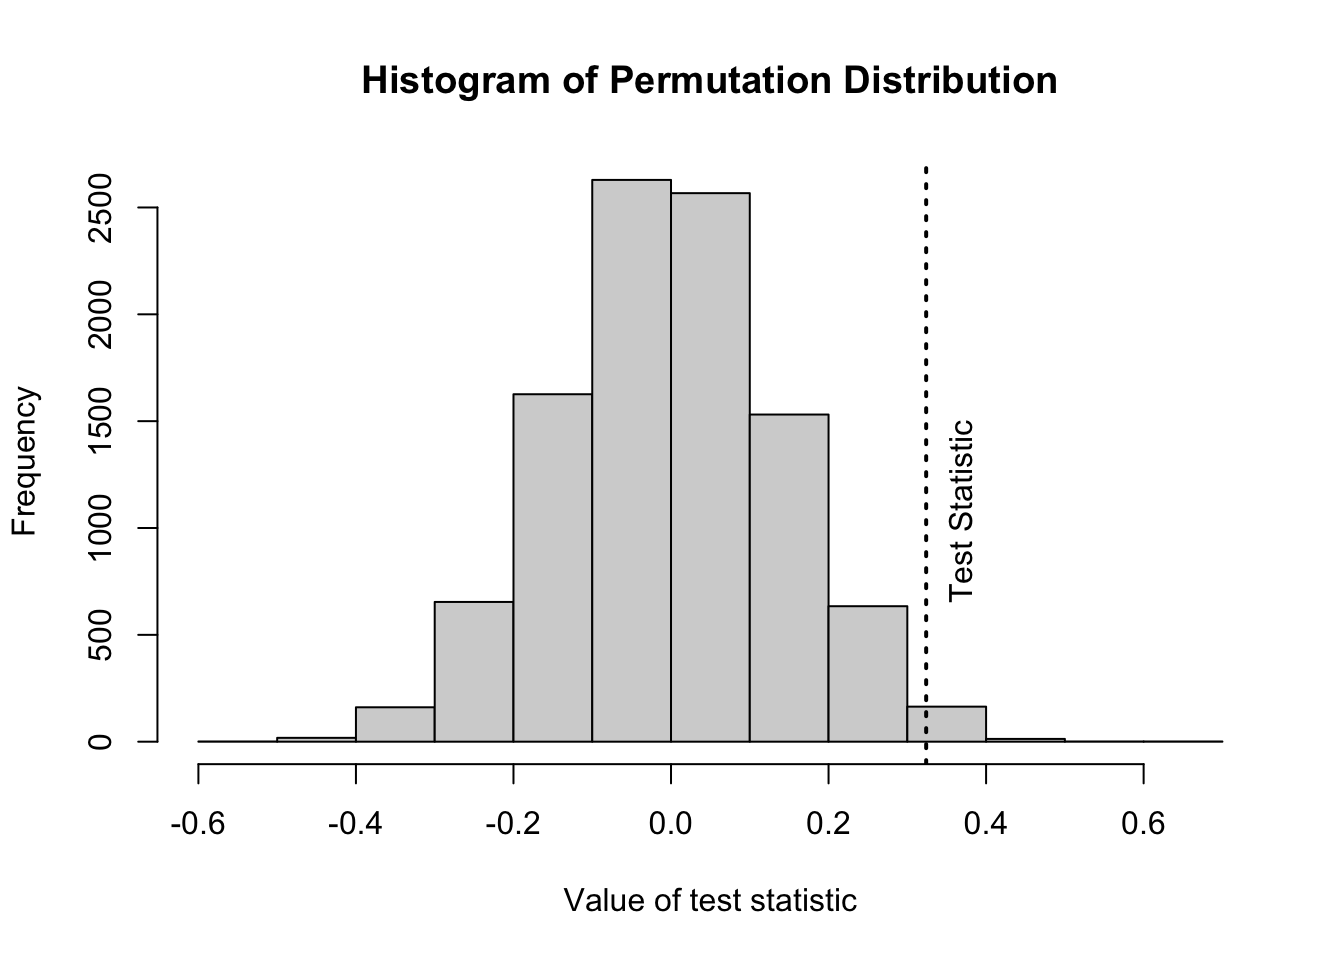 Histogram of Permutation Distribution
Frequency
2500
2000
1500
1000
500
0
Test Statistic
-0.6 -0.4 -0.2 0.0 0.2 0.4 0.6
Value of test statistic